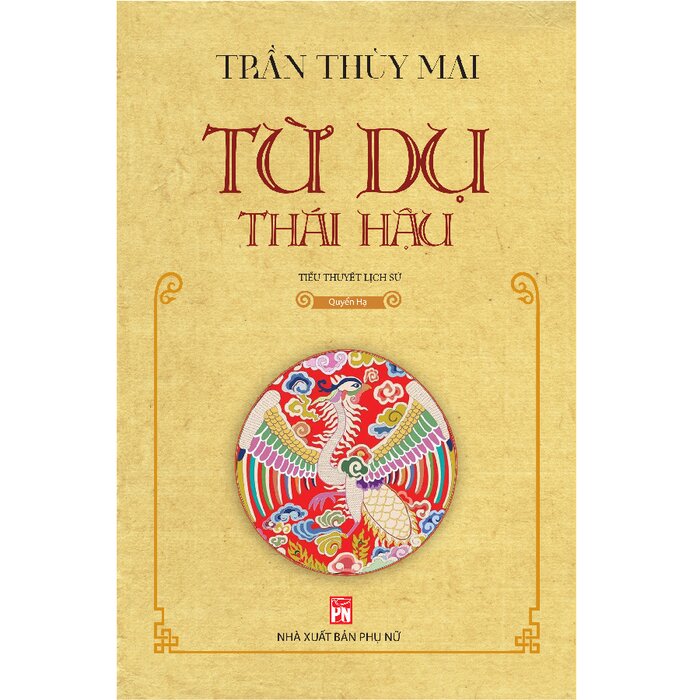 TRẦN THÙY MAI
TỪ DỤ
THÁI HẬU
TIỂU THUYẾT LỊCH SỬ
Quyển Hạ
PN
NHÀ XUẤT BẢN PHỤ NỮ